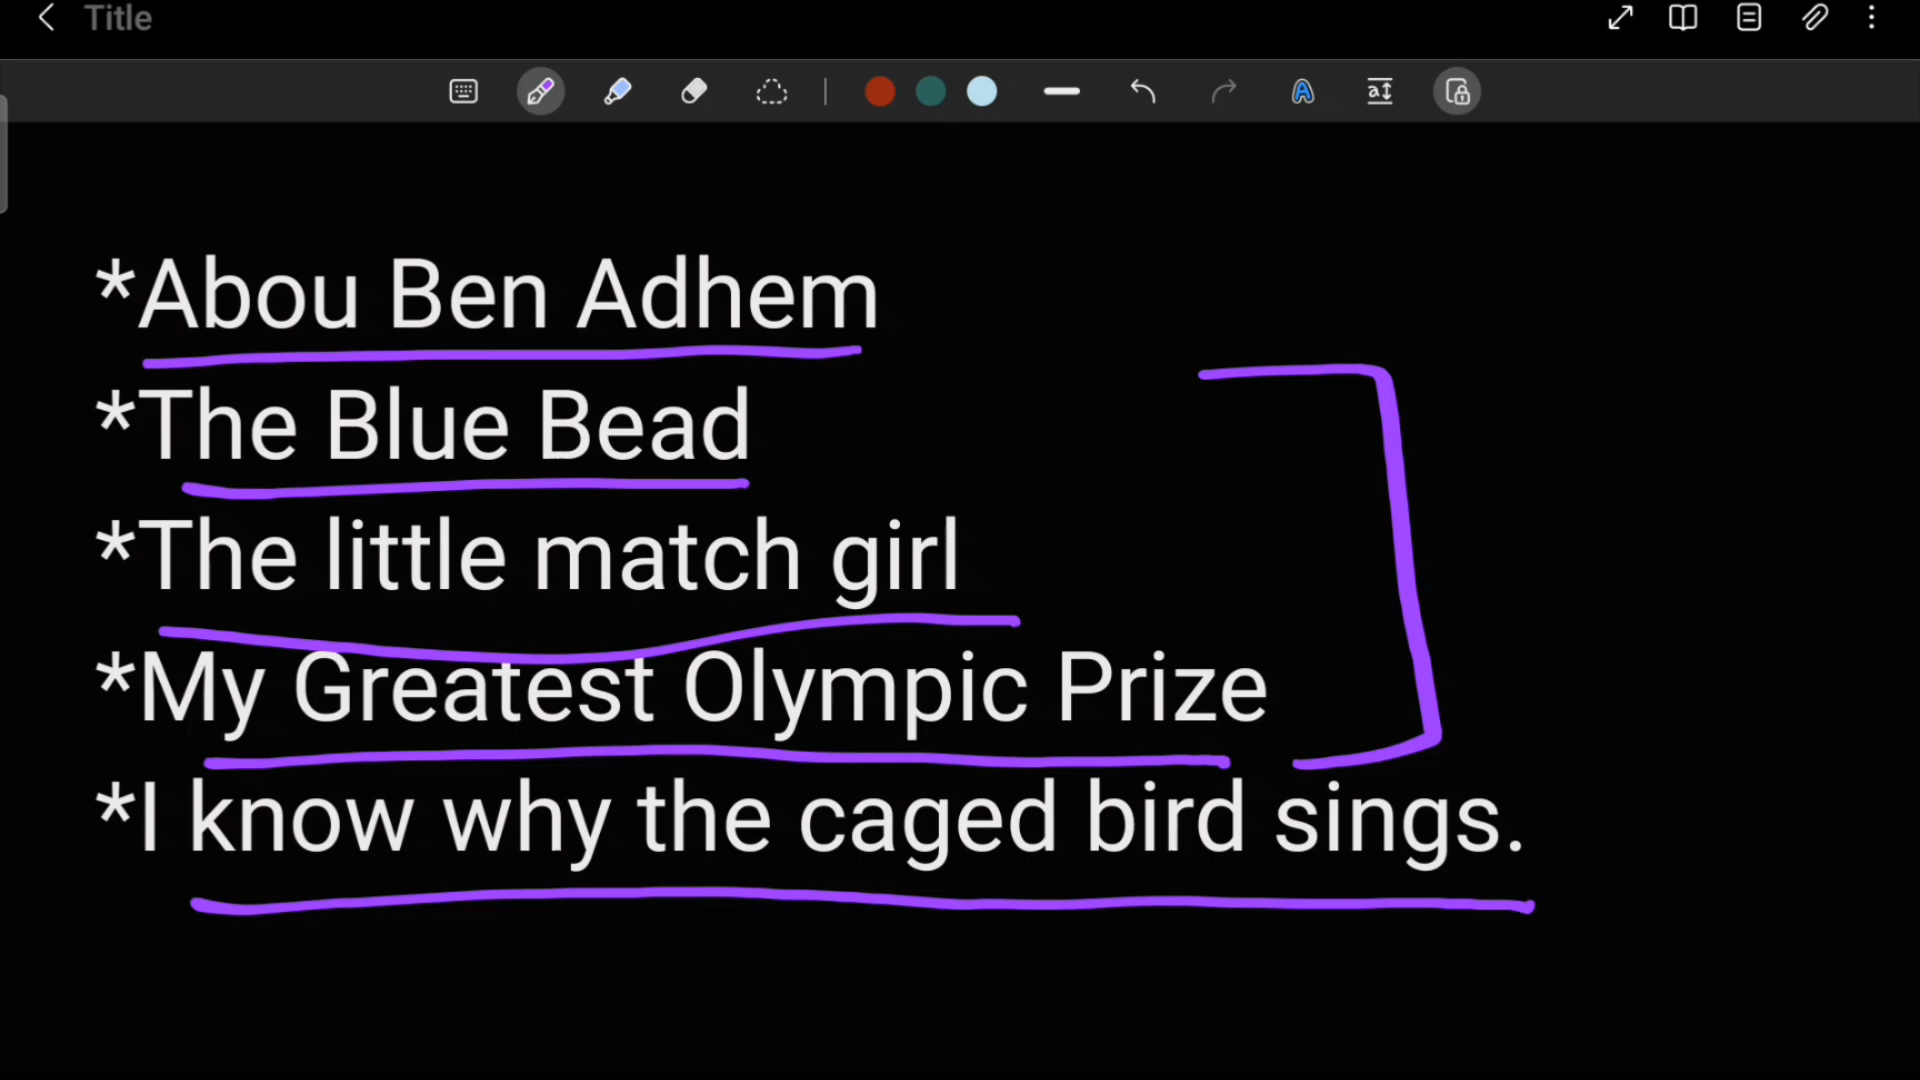 Title
*Abou Ben Adhem
*The Blue Bead
*The little match girl
*My Greatest Olympic Prize
*I know why the caged bird sings.